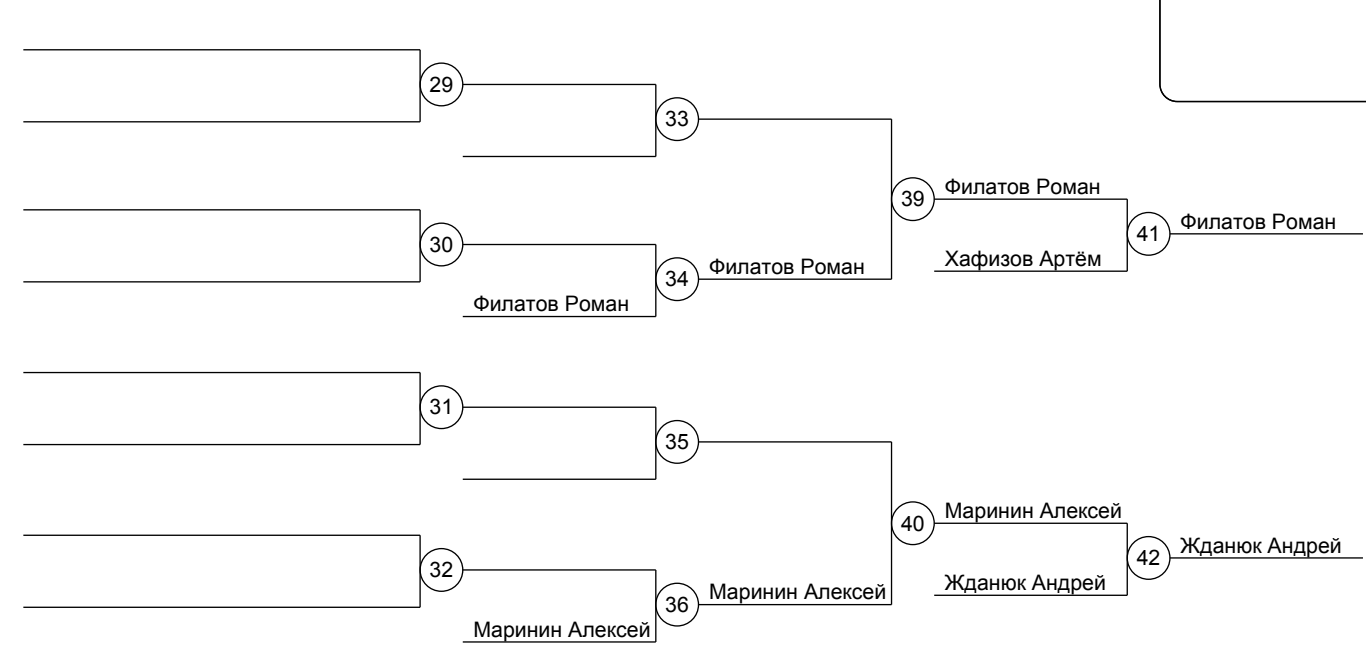 29
33
Филатов Роман
39
Филатов Роман
41
30
Филатов Роман
Хафизов Артём
34
Филатов Роман
31
35
Маринин Алексей
40
Жданюк Андрей
42
32
Маринин Алексей
Жданюк Андрей
36
Маринин Алексей